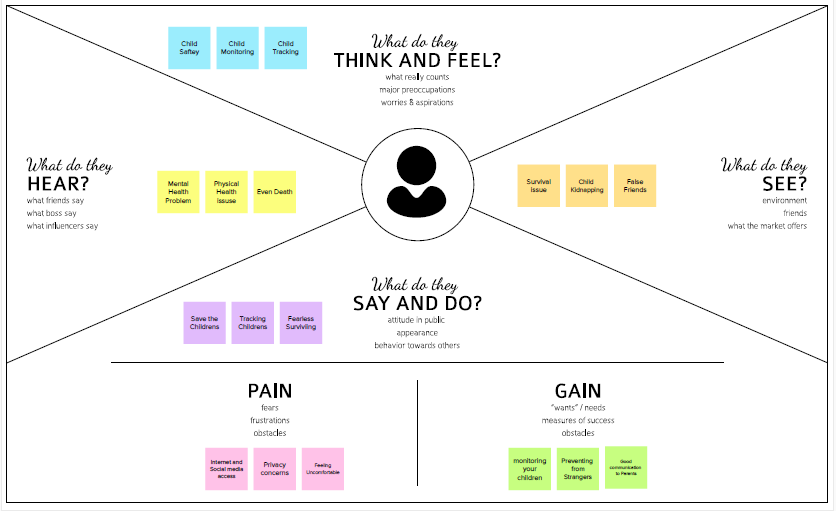 Child
Saftey
Child
Monitoring
Child
Tracking
What do they
THINK AND FEEL?
what really counts
major preoccupations
worries & aspirations
What do they
HEAR?
what friends say
what boss say
what influencers say
Mental
Health
Problem
Physical
Health
issuse
Even Death
Survival
Issue
Child
Kidnapping
False
Friends
What do they
SEE?
environment
friends
what the market offers
What do they
SAY AND DO?
attitude in public
appearance
behavior towards others
Save the
Childrens
Tracking
Childrens
Fearless
Surviviing
PAIN
fears
frustrations
obstacles
Internet and
Social media
access
Privacy
concerns
Feeling
Uncomfortable
GAIN
"wants" / needs
measures of success
obstacles
monitoring
your
children
Preventing
from
Strangers
Good
communication
to Parents